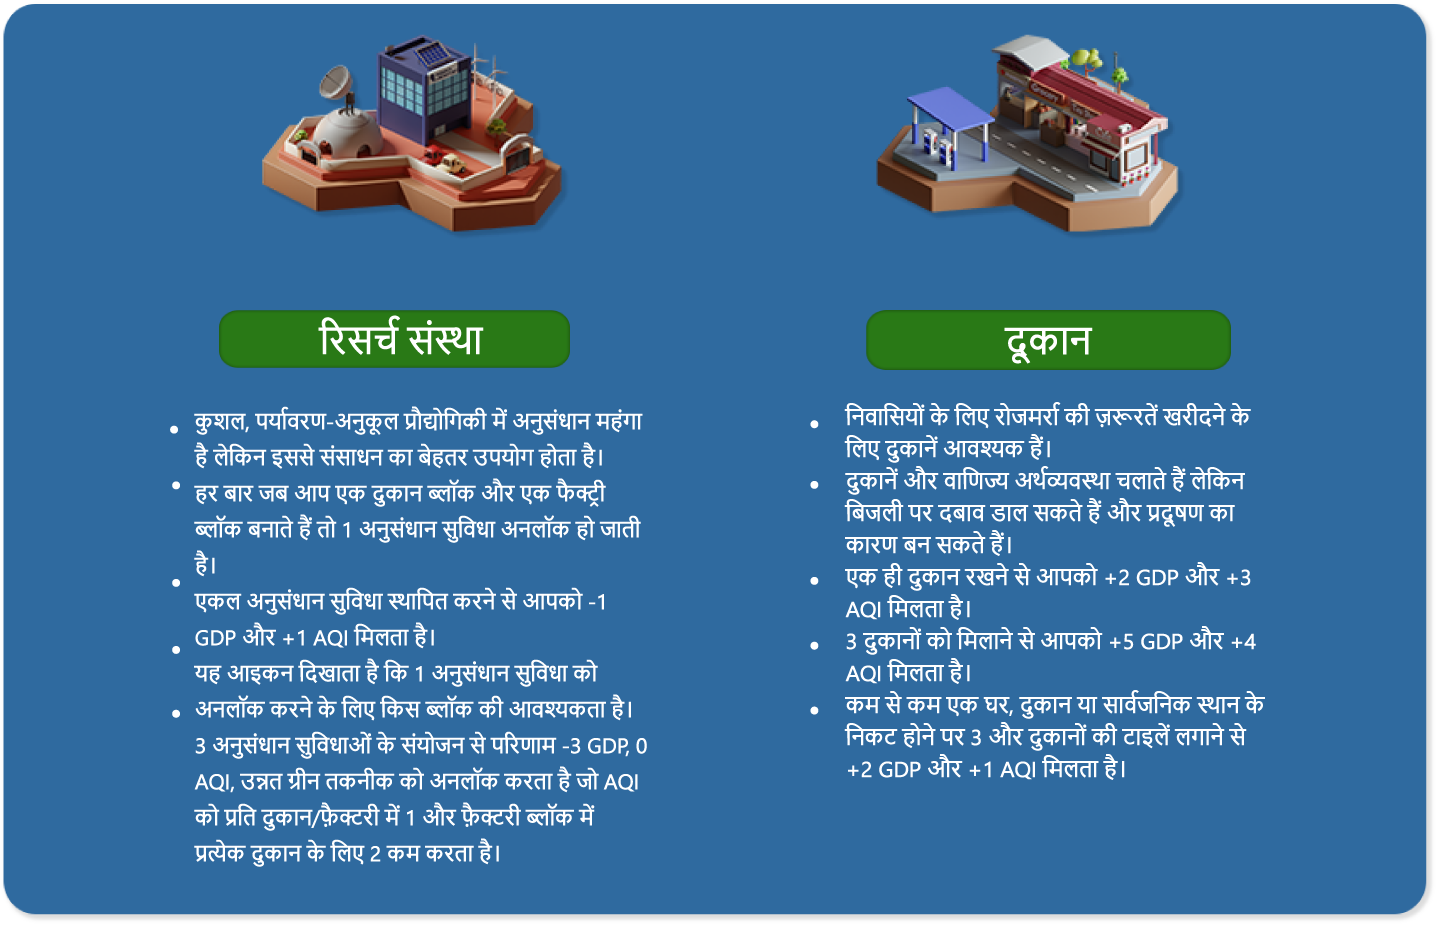 रिसर्च संस्था
कुशल, पर्यावरण-अनुकूल प्रौद्योगिकी में अनुसंधान महंगा
है लेकिन इससे संसाधन का बेहतर उपयोग होता है।
हर बार जब आप एक दुकान ब्लॉक और एक फैक्ट्री
ब्लॉक बनाते हैं तो 1 अनुसंधान सुविधा अनलॉक हो जाती
है।
एकल अनुसंधान सुविधा स्थापित करने से आपको -1
GDP और +1 AQI मिलता है।
यह आइकन दिखाता है कि 1 अनुसंधान सुविधा को
अनलॉक करने के लिए किस ब्लॉक की आवश्यकता है।
3 अनुसंधान सुविधाओं के संयोजन से परिणाम -3 GDP, 0
AQI, उन्नत ग्रीन तकनीक को अनलॉक करता है जो AQI
को प्रति दुकान/फ़ैक्टरी में 1 और फ़ैक्टरी ब्लॉक में
प्रत्येक दुकान के लिए 2 कम करता है।
Grocery
दूकान
निवासियों के लिए रोजमर्रा की ज़रूरतें खरीदने के
लिए दुकानें आवश्यक हैं।
दुकानें और वाणिज्य अर्थव्यवस्था चलाते हैं लेकिन
बिजली पर दबाव डाल सकते हैं और प्रदूषण का
कारण बन सकते हैं।
एक ही दुकान रखने से आपको +2 GDP और +3
AQI मिलता है।
3 दुकानों को मिलाने से आपको +5 GDP और +4
AQI मिलता है।
कम से कम एक घर, दुकान या सार्वजनिक स्थान के
निकट होने पर 3 और दुकानों की टाइलें लगाने से
+2 GDP और +1 AQI मिलता है।